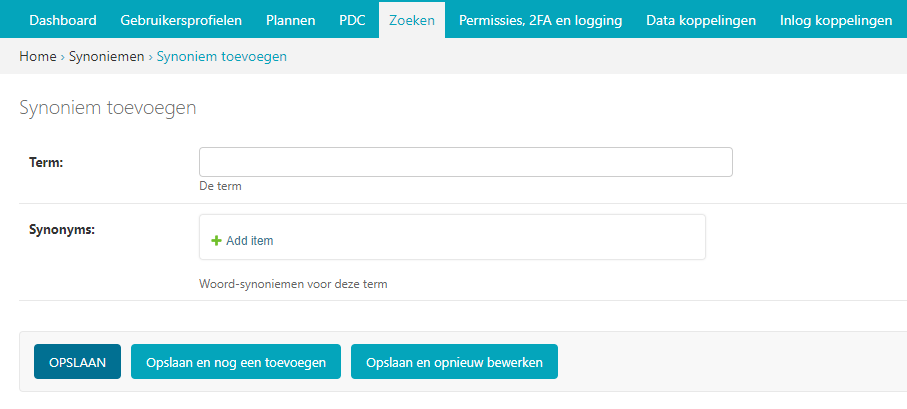 Dashboard Gebruikersprofielen Plannen PDC Zoeken Permissies, 2FA en logging Data koppelingen Inlog koppelingen
Home › Synoniemen › Synoniem toevoegen
Synoniem toevoegen
Term:
De term
Synonyms:
Add item
Woord-synoniemen voor deze term
OPSLAAN Opslaan en nog een toevoegen Opslaan en opnieuw bewerken